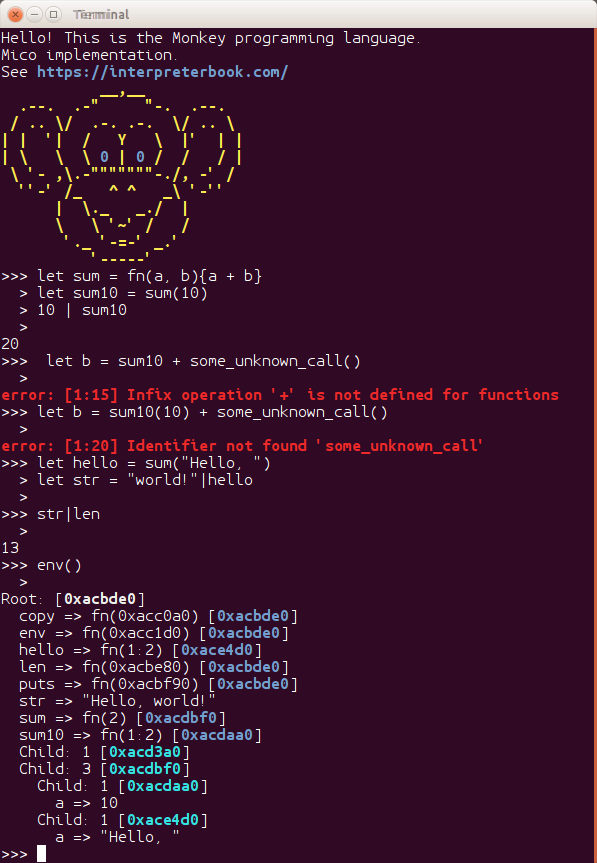 Terminal
Hello! This is the Monkey programming language.
Mico implementation.
See https://interpreterbook.com/
            __,__
   .--.  .-"     "-.  .--.
  / .. \/  .-. .-.  \/ .. \
 | |  '|  /   Y   \  |'  | |
 | \   \  \ 0 | 0 /  /   / |
  \ '- ,\.-"""""""-./, -' /
   ''-' /_   ^ ^   _\ '-''
       |  \._   _./  |
       \   \ '~' /   /
        '._ '-=-' _.'
           '-----'
>>> let sum = fn(a, b){a + b}
  > let sum10 = sum(10)
  > 10 | sum10
  >
20
>>>  let b = sum10 + some_unknown_call()
  >
error: [1:15] Infix operation '+' is not defined for functions
>>> let b = sum10(10) + some_unknown_call()
  >
error: [1:20] Identifier not found 'some_unknown_call'
>>> let hello = sum("Hello, ")
  > let str = "world!"|hello
  >
>>> str|len
  >
13
>>> env()
  >
Root: [0xacbde0]
  copy => fn(0xacc0a0) [0xacbde0]
  env => fn(0xacc1d0) [0xacbde0]
  hello => fn(1:2) [0xace4d0]
  len => fn(0xacbe80) [0xacbde0]
  puts => fn(0xacbf90) [0xacbde0]
  str => "Hello, world!"
  sum => fn(2) [0xacdbf0]
  sum10 => fn(1:2) [0xacdaa0]
  Child: 1 [0xacd3a0]
  Child: 3 [0xacdbf0]
    Child: 1 [0xacdaa0]
      a => 10
    Child: 1 [0xace4d0]
      a => "Hello, "
>>>